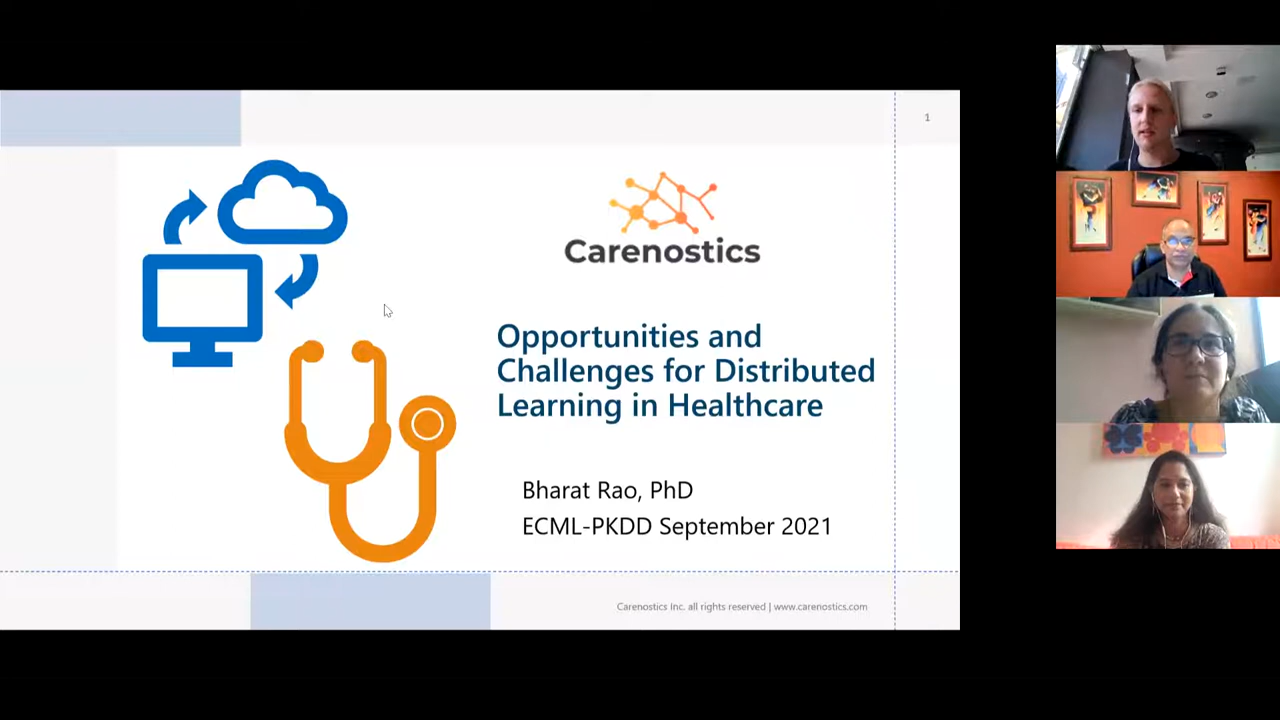 1
Carenostics
Opportunities and
Challenges for Distributed
Learning in Healthcare
Bharat Rao, PhD
ECML-PKDD September 2021
Carenostics Inc. all rights reserved | www.carenostics.com